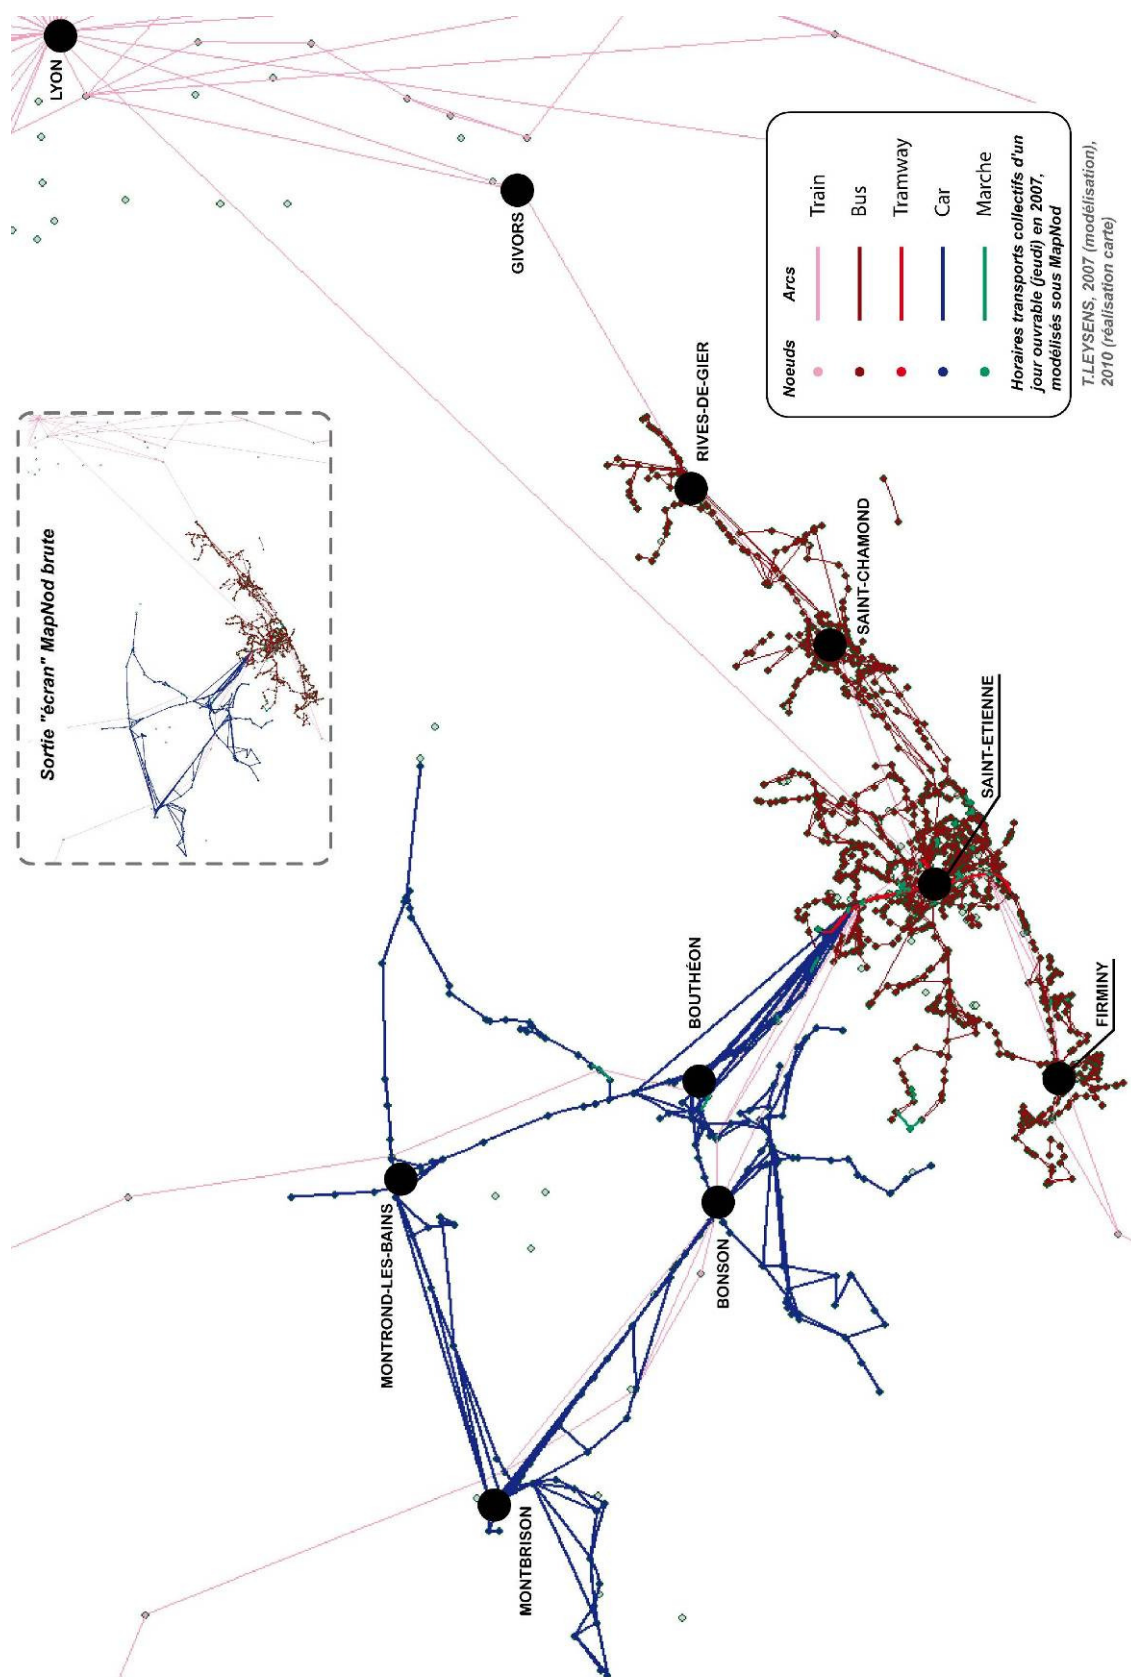 Sortie "écran" MapNod brute
LYON
GIVORS
RIVES-DE-GIER
SAINT-CHAMOND
SAINT-ETIENNE
FIRMINY
BOUTHÉON
BONSON
MONTROND-LES-BAINS
MONTBRISON
Noeuds Arcs
Train
Bus
Tramway
Car
Marche
Horaires transports collectifs d'un
jour ouvrable (jeudi) en 2007,
modélisés sous MapNod
T.LEYSENS, 2007 (modélisation),
2010 (réalisation carte)